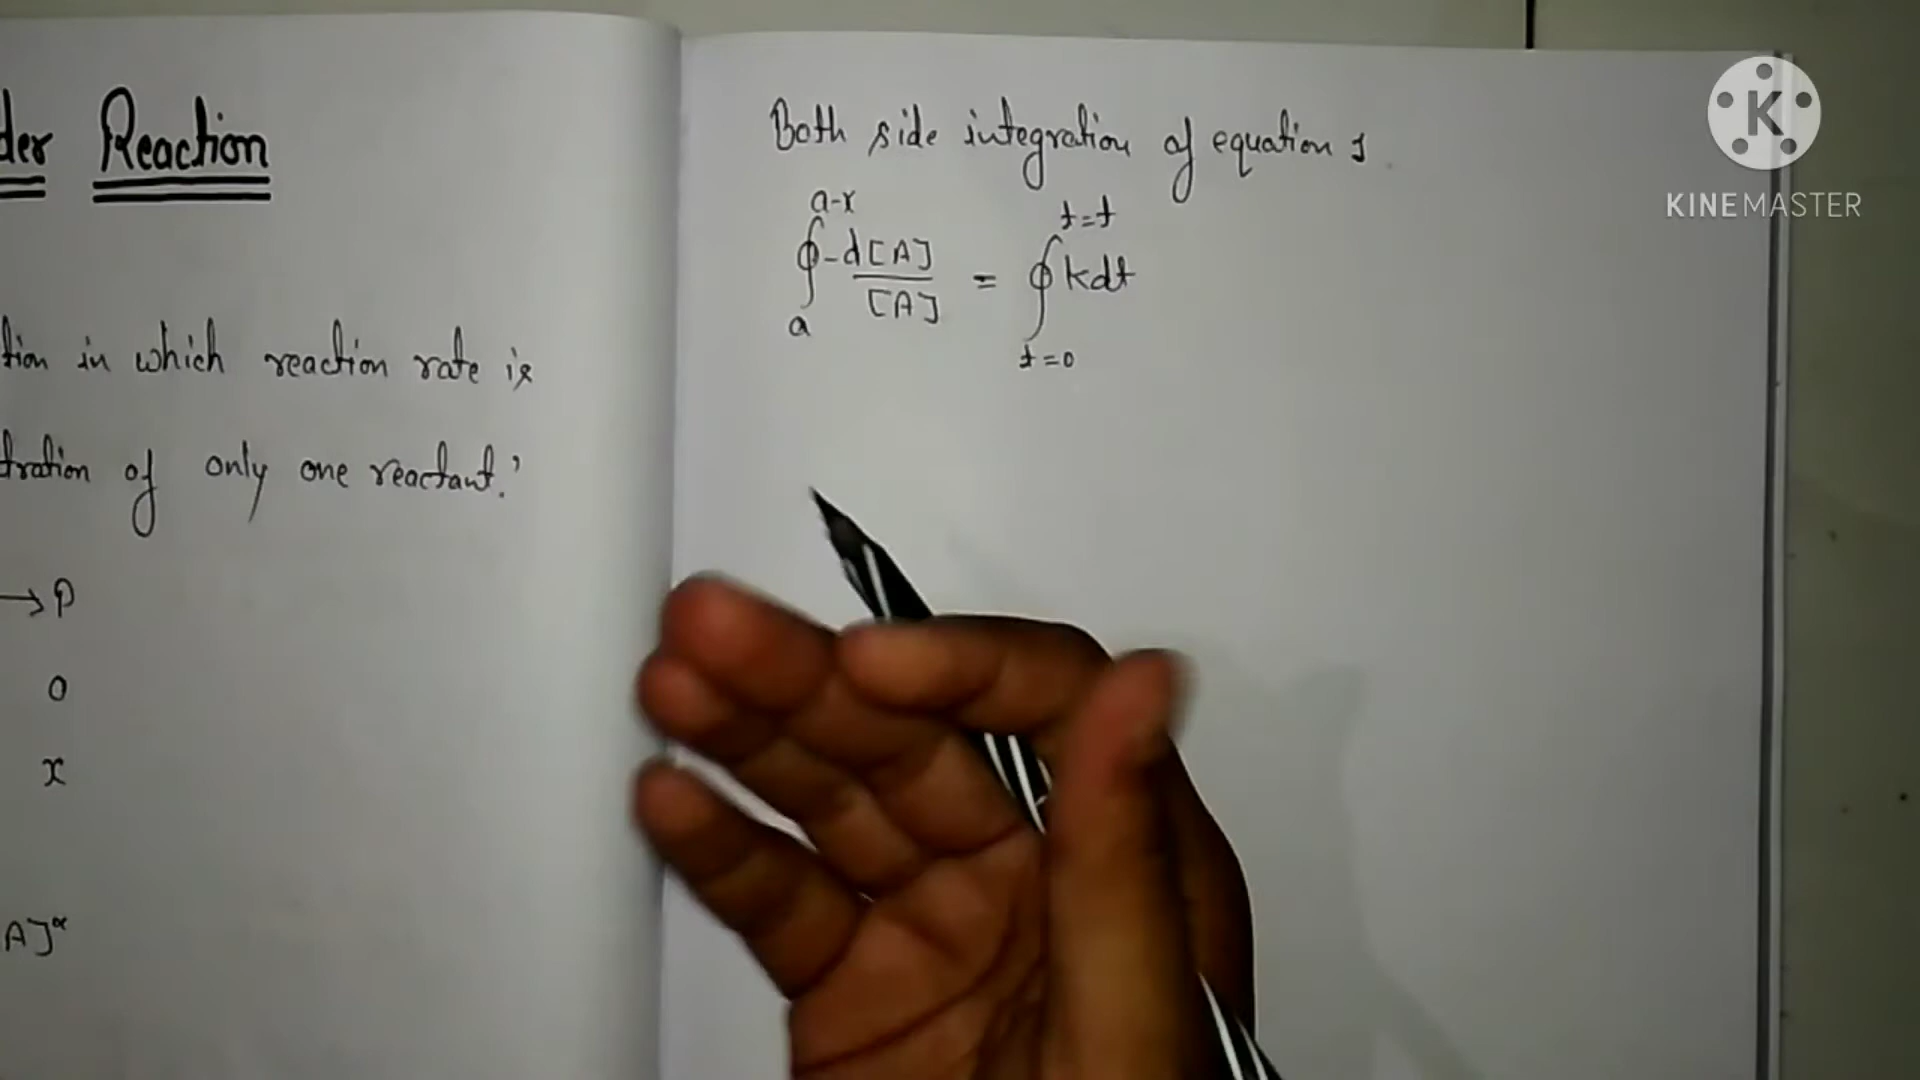 der Reaction
tion in which reaction rate is
tration of only one reactant.'
→ P
0
x
A]^α
Both side integration of equation 1.
∮_a^{a-x} -d[A]/[A] = ∮_{t=0}^{t=t} kdt
K
KINEMASTER